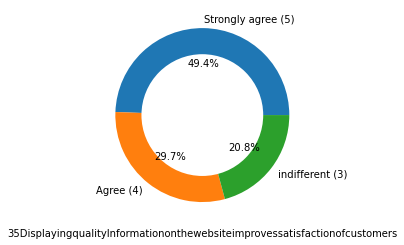 Strongly agree (5)
49.4%
29.7%
20.8%
Agree (4)
indifferent (3)
35DisplayingqualityInformationonthewebsiteimprovessatisfactionofcustomers